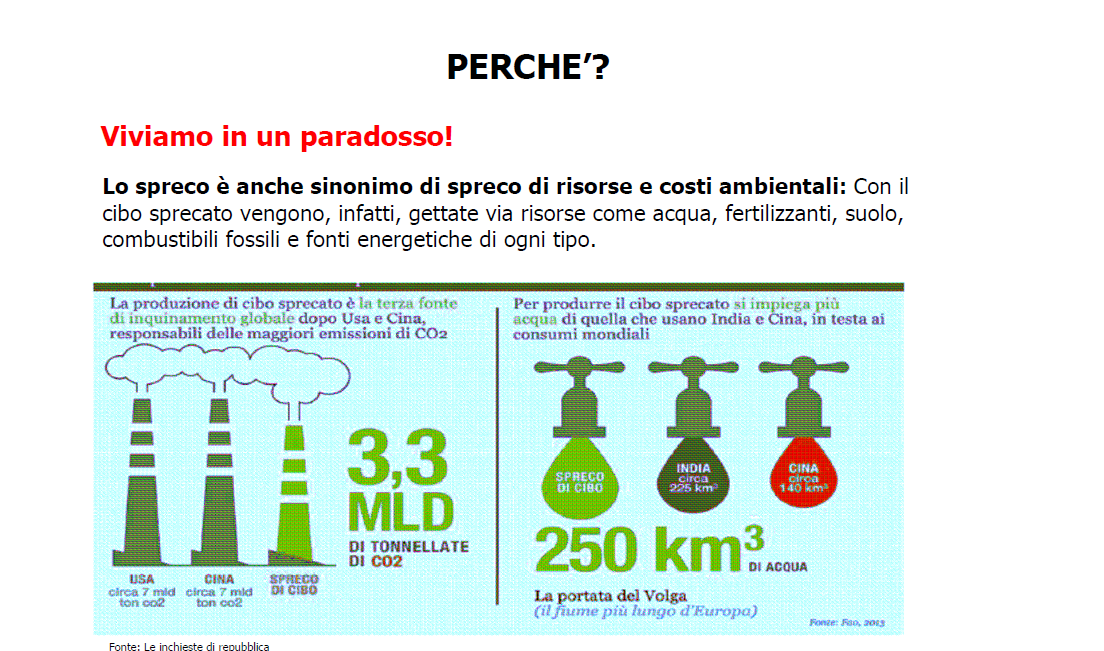 PERCHE’?
Viviamo in un paradosso!
Lo spreco è anche sinonimo di spreco di risorse e costi ambientali: Con il
cibo sprecato vengono, infatti, gettate via risorse come acqua, fertilizzanti, suolo,
combustibili fossili e fonti energetiche di ogni tipo.
La produzione di cibo sprecato è la terza fonte
di inquinamento globale dopo Usa e Cina,
responsabili delle maggiori emissioni di CO2
3,3
MLD
DI TONNELLATE
DI CO2
USA
circa 7 mld
ton co2
CINA
circa 7 mld
ton co2
SPRECO
DI CIBO
Per produrre il cibo sprecato si impiega più
acqua di quella che usano India e Cina, in testa ai
consumi mondiali
SPRECO
DI CIBO
INDIA
circa
225 km³
CINA
circa
140 km³
250 km³ DI ACQUA
La portata del Volga
(il fiume più lungo d'Europa)
Fonte: Fao, 2013
Fonte: Le inchieste di repubblica